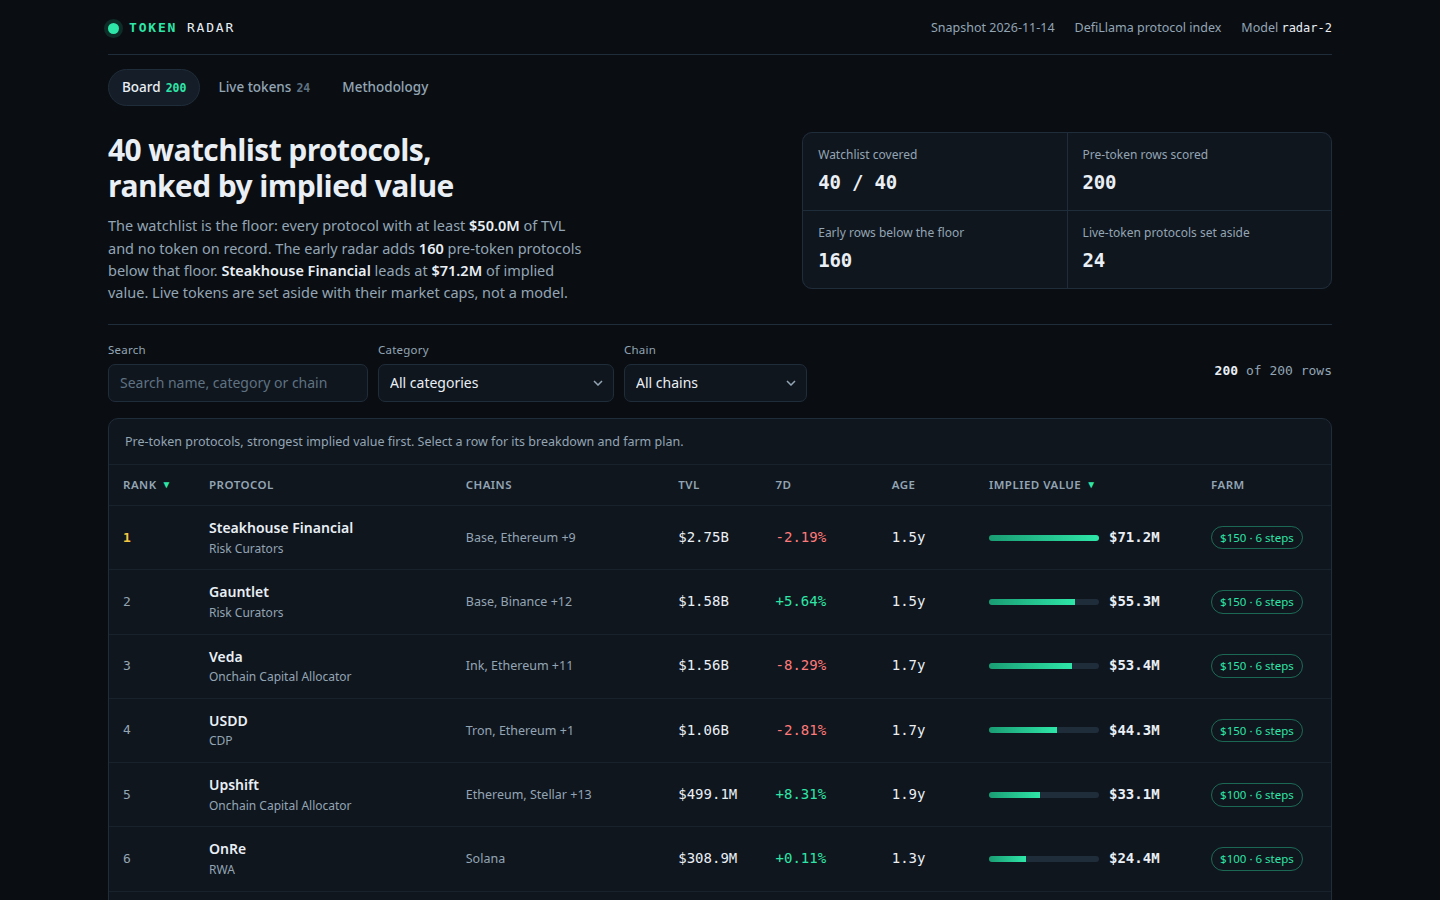 TOKEN RADAR
Snapshot 2026-11-14 DefiLlama protocol index Model radar-2
Board 200 Live tokens 24 Methodology
40 watchlist protocols,
ranked by implied value
The watchlist is the floor: every protocol with at least $50.0M of TVL
and no token on record. The early radar adds 160 pre-token protocols
below that floor. Steakhouse Financial leads at $71.2M of implied
value. Live tokens are set aside with their market caps, not a model.
Watchlist covered
40 / 40
Pre-token rows scored
200
Early rows below the floor
160
Live-token protocols set aside
24
Search
Search name, category or chain
Category
All categories
Chain
All chains
200 of 200 rows
Pre-token protocols, strongest implied value first. Select a row for its breakdown and farm plan.
RANK ▼ PROTOCOL CHAINS TVL 7D AGE IMPLIED VALUE ▼ FARM
1 Steakhouse Financial Base, Ethereum +9 $2.75B -2.19% 1.5y $71.2M $150 · 6 steps
Risk Curators
2 Gauntlet Base, Binance +12 $1.58B +5.64% 1.5y $55.3M $150 · 6 steps
Risk Curators
3 Veda Ink, Ethereum +11 $1.56B -8.29% 1.7y $53.4M $150 · 6 steps
Onchain Capital Allocator
4 USDD Tron, Ethereum +1 $1.06B -2.81% 1.7y $44.3M $150 · 6 steps
CDP
5 Upshift Ethereum, Stellar +13 $499.1M +8.31% 1.9y $33.1M $100 · 6 steps
Onchain Capital Allocator
6 OnRe Solana $308.9M +0.11% 1.3y $24.4M $100 · 6 steps
RWA